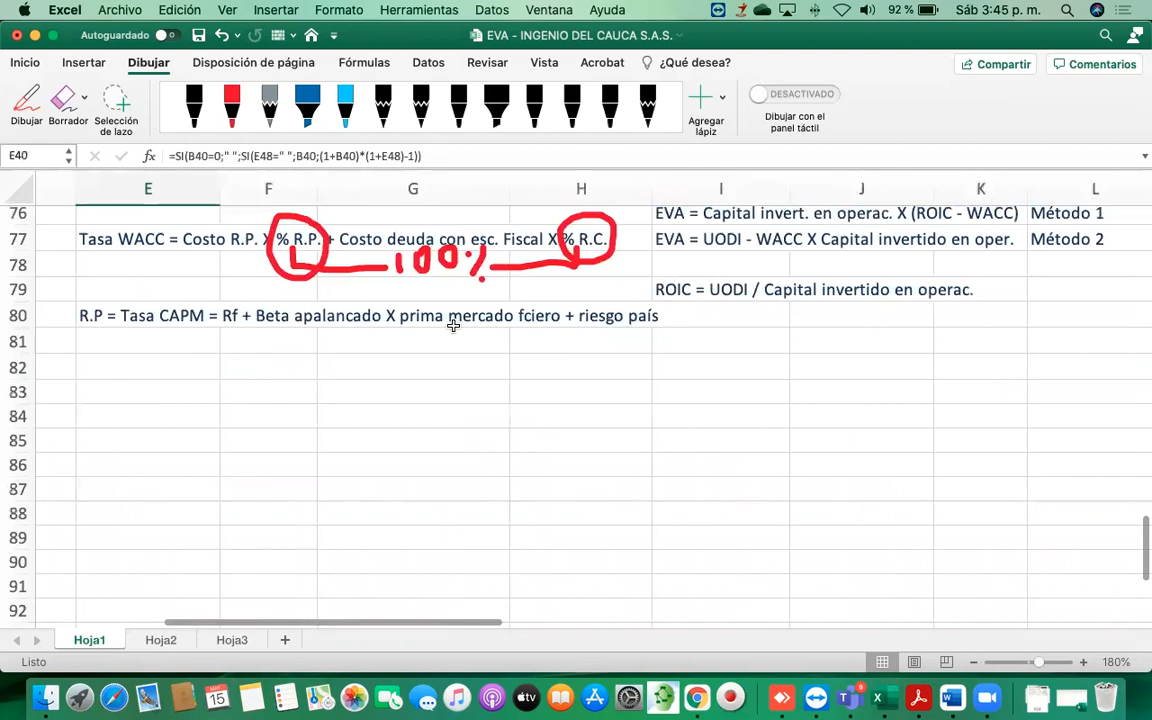 Excel Archivo Edición Ver Insertar Formato Herramientas Datos Ventana Ayuda 92 % Sáb 3:45 p. m.
Autoguardado EVA - INGENIO DEL CAUCA S.A.S.
Inicio Insertar Dibujar Disposición de página Fórmulas Datos Revisar Vista Acrobat ¿Qué desea? Compartir Comentarios
Dibujar Borrador Selección de lazo Agregar lápiz DESACTIVADO Dibujar con el panel táctil
E40 fx =SI(B40=0;" ";SI(E48=" ";B40;(1+B40)*(1+E48)-1))
E F G H I J K L
76 EVA = Capital invert. en operac. X (ROIC - WACC) Método 1
77 Tasa WACC = Costo R.P. X % R.P. + Costo deuda con esc. Fiscal X % R.C. EVA = UODI - WACC X Capital invertido en oper. Método 2
78 100%
79 ROIC = UODI / Capital invertido en operac.
80 R.P = Tasa CAPM = Rf + Beta apalancado X prima mercado fciero + riesgo país
81
82
83
84
85
86
87
88
89
90
91
92
Hoja1 Hoja2 Hoja3 +
Listo 180%
MAY 15 tv 9